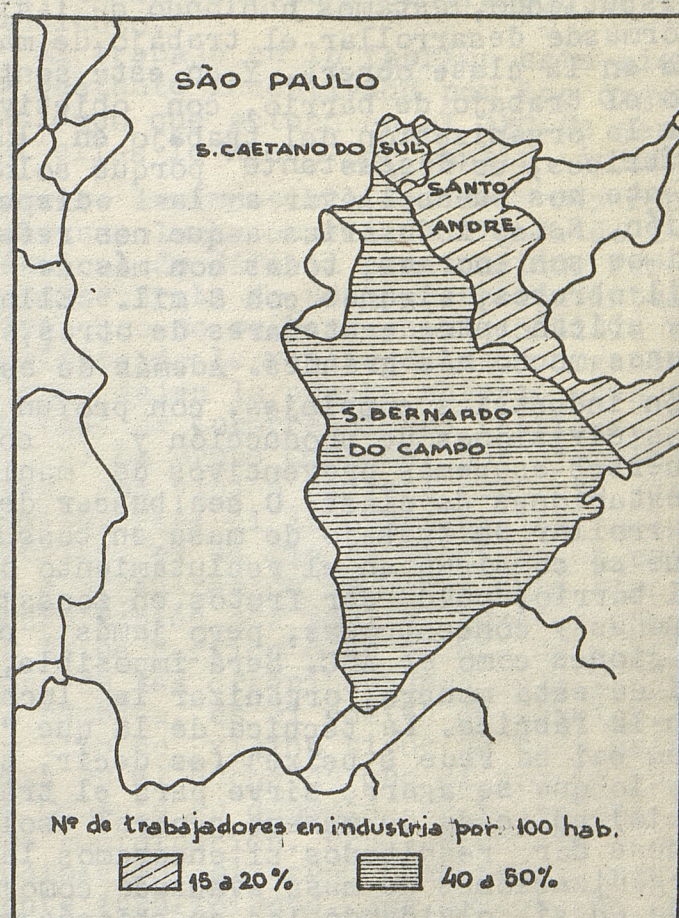 SÃO PAULO
S. CAETANO DO SUL
SANTO
ANDRÉ
S. BERNARDO
DO CAMPO
Nº de trabajadores en industria por 100 hab.
15 a 20%
40 a 50%